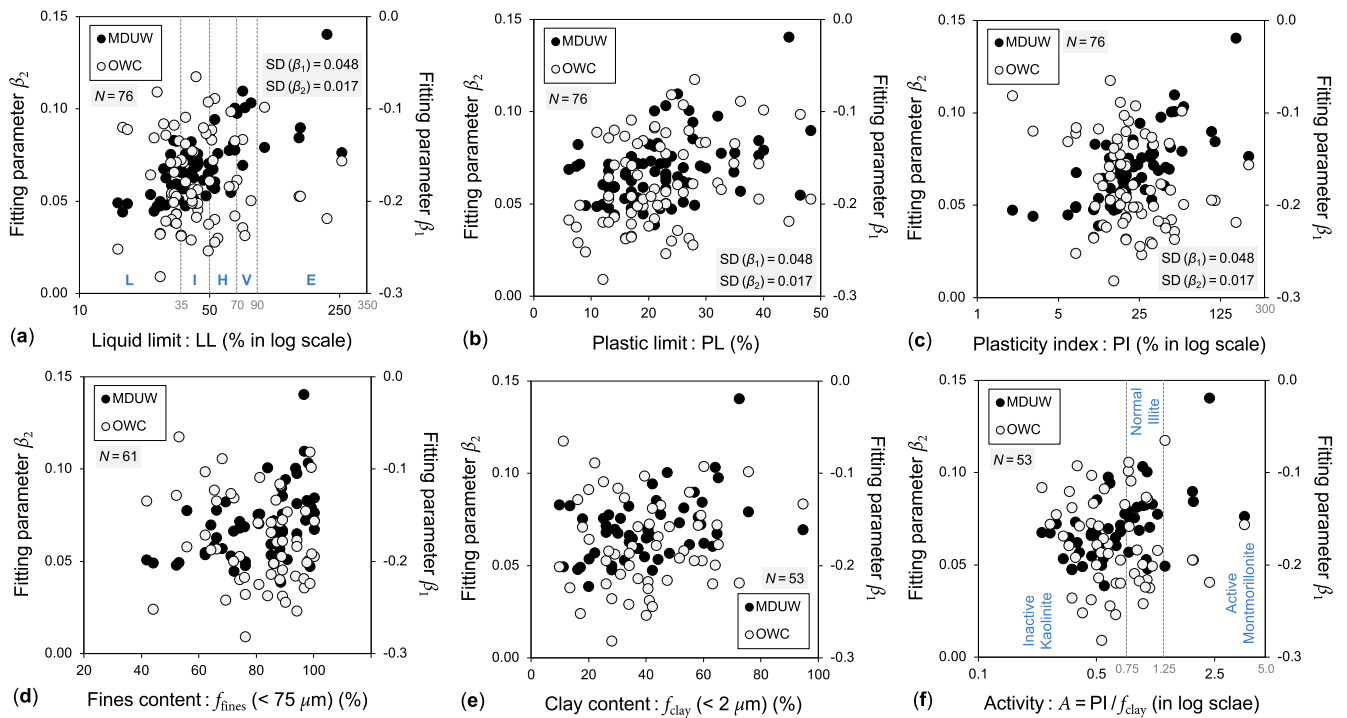 0.15
0.10
0.05
0.00
Fitting parameter β2
MDUW
OWC
N = 76
SD (β1) = 0.048
SD (β2) = 0.017
L
I
H
V
E
0.0
-0.1
-0.2
-0.3
Fitting parameter β1
10
35
50
70
90
250
350
(a)
Liquid limit : LL (% in log scale)
0.15
0.10
0.05
0.00
Fitting parameter β2
MDUW
OWC
N = 76
SD (β1) = 0.048
SD (β2) = 0.017
0.0
-0.1
-0.2
-0.3
Fitting parameter β1
0
10
20
30
40
50
(b)
Plastic limit : PL (%)
0.15
0.10
0.05
0.00
Fitting parameter β2
MDUW
OWC
N = 76
SD (β1) = 0.048
SD (β2) = 0.017
0.0
-0.1
-0.2
-0.3
Fitting parameter β1
1
5
25
125
300
(c)
Plasticity index : PI (% in log scale)
0.15
0.10
0.05
0.00
Fitting parameter β2
MDUW
OWC
N = 61
0.0
-0.1
-0.2
-0.3
Fitting parameter β1
20
40
60
80
100
(d)
Fines content : ffines (< 75 μm) (%)
0.15
0.10
0.05
0.00
Fitting parameter β2
N = 53
MDUW
OWC
0.0
-0.1
-0.2
-0.3
Fitting parameter β1
0
20
40
60
80
100
(e)
Clay content : fclay (< 2 μm) (%)
0.15
0.10
0.05
0.00
Fitting parameter β2
MDUW
OWC
N = 53
Normal
Illite
Inactive
Kaolinite
Active
Montmorillonite
0.0
-0.1
-0.2
-0.3
Fitting parameter β1
0.1
0.5
0.75
1.25
2.5
5.0
(f)
Activity : A = PI / fclay (in log sclae)